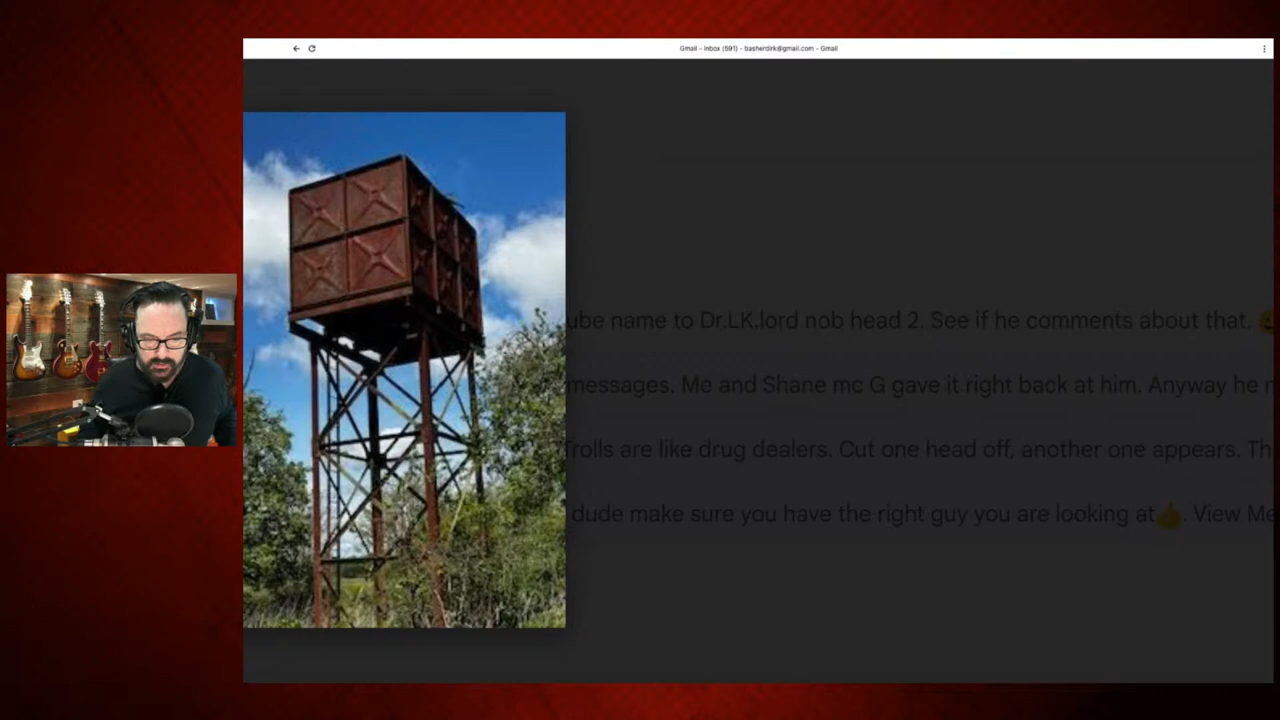 Gmail - Inbox (591) - basherdirk@gmail.com - Gmail
ube name to Dr.LK.lord nob head 2. See if he comments about that.
messages. Me and Shane mc G gave it right back at him. Anyway he
rolls are like drug dealers. Cut one head off, another one appears. Th
dude make sure you have the right guy you are looking at👍. View Me